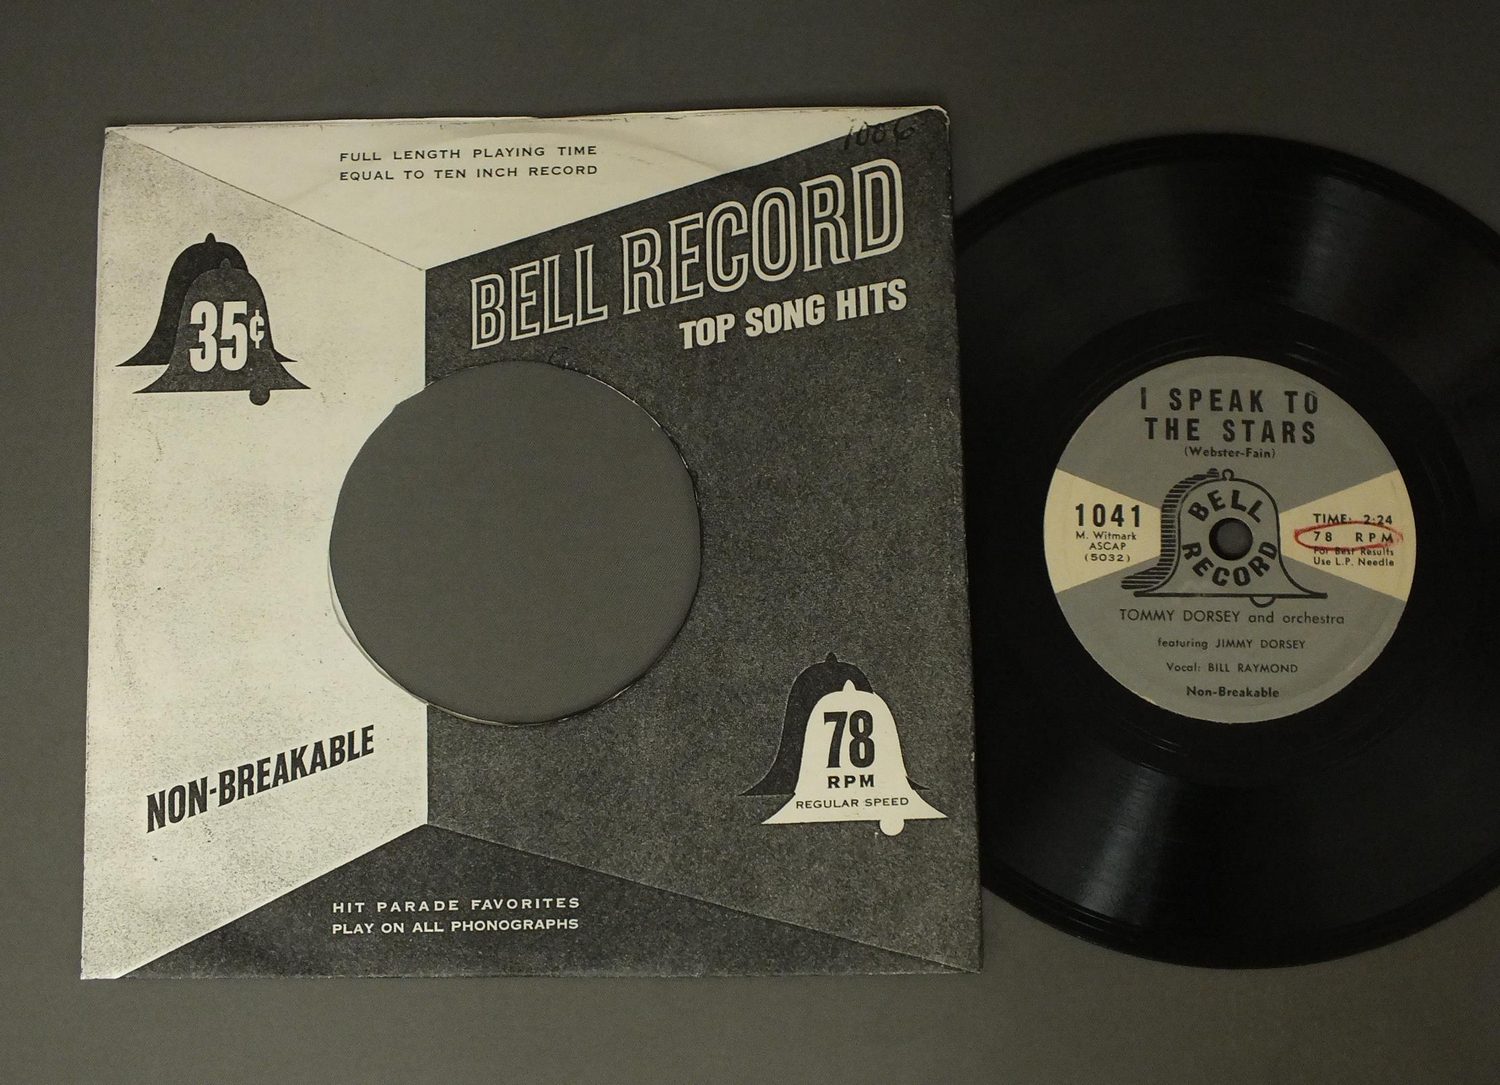 1006
FULL LENGTH PLAYING TIME
EQUAL TO TEN INCH RECORD
BELL RECORD
TOP SONG HITS
35¢
NON-BREAKABLE
78
RPM
REGULAR SPEED
HIT PARADE FAVORITES
PLAY ON ALL PHONOGRAPHS
I SPEAK TO
THE STARS
(Webster-Fain)
BELL
RECORD
1041
M. Witmark
ASCAP
(5032)
TIME: 2:24
78 RPM
For Best Results
Use L.P. Needle
TOMMY DORSEY and orchestra
featuring JIMMY DORSEY
Vocal: BILL RAYMOND
Non-Breakable